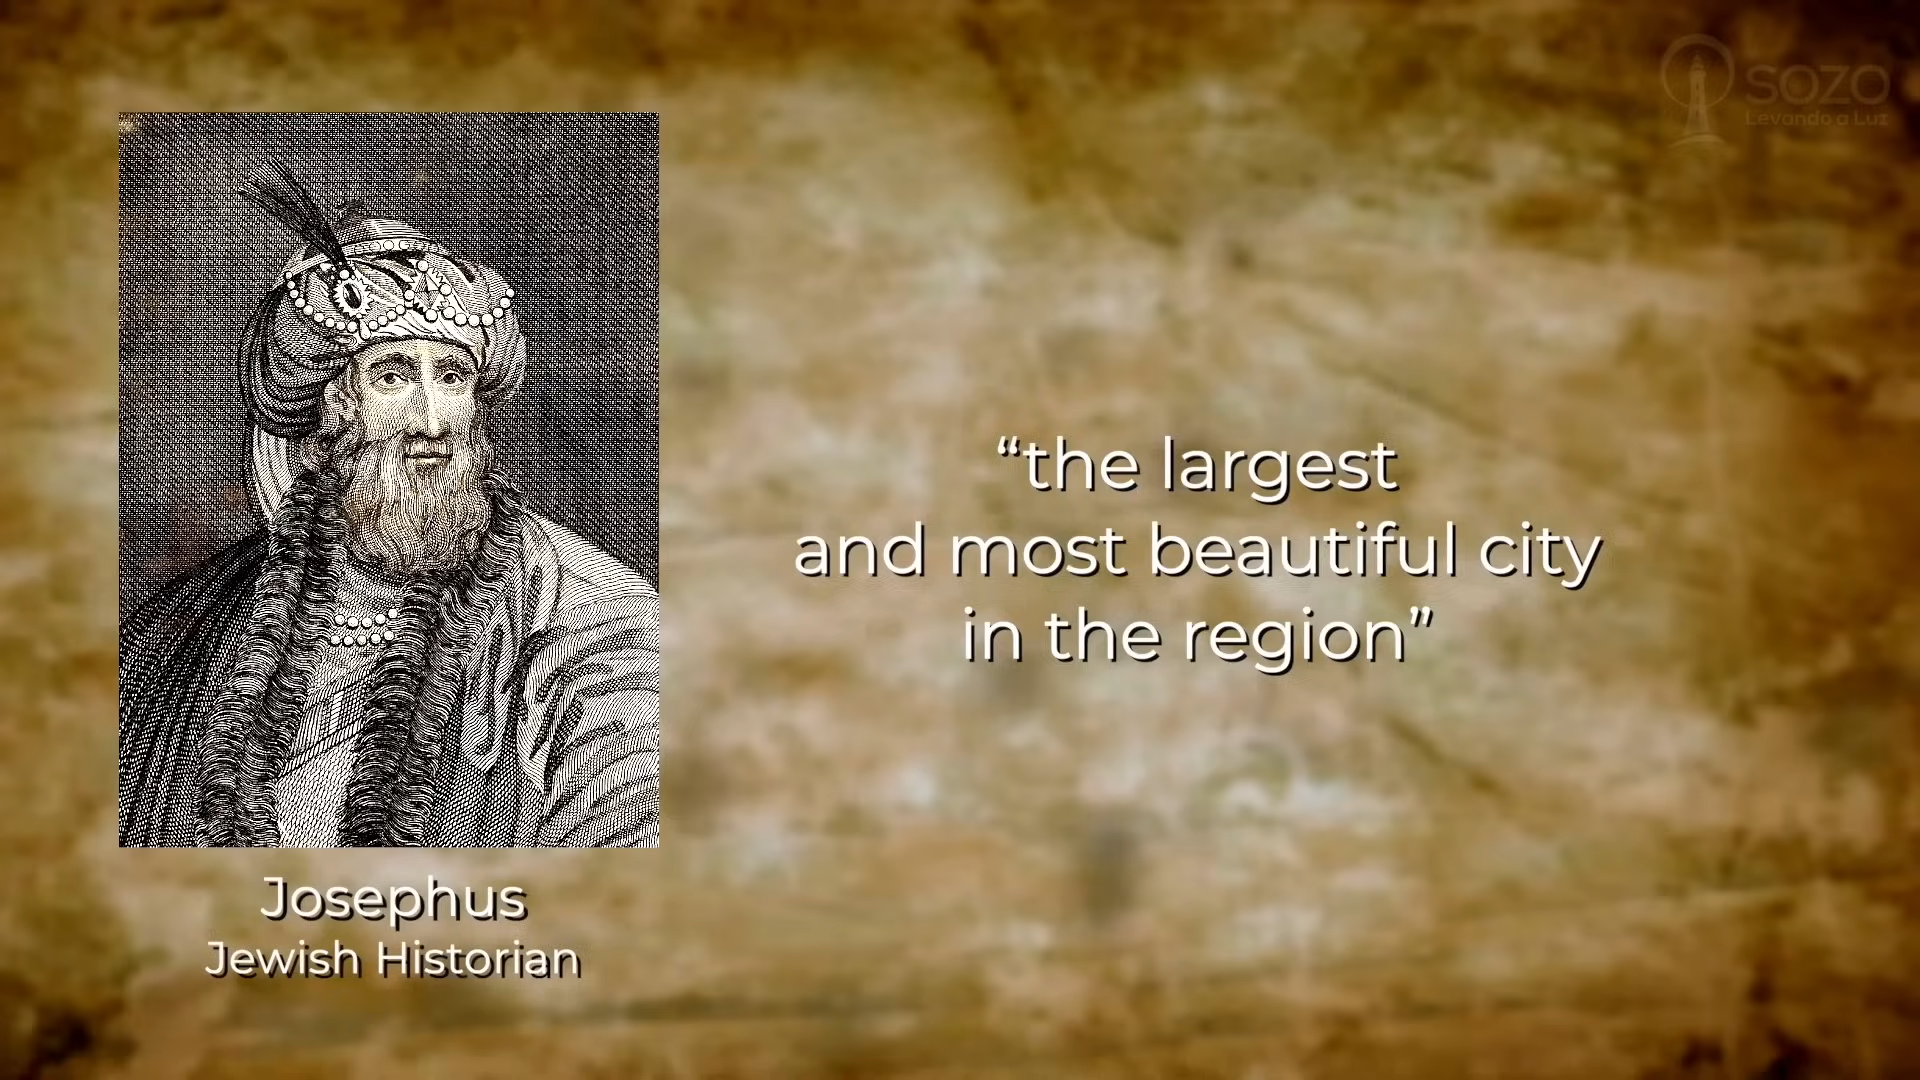 SOZO
Levando a Luz
“the largest
and most beautiful city
in the region”
Josephus
Jewish Historian